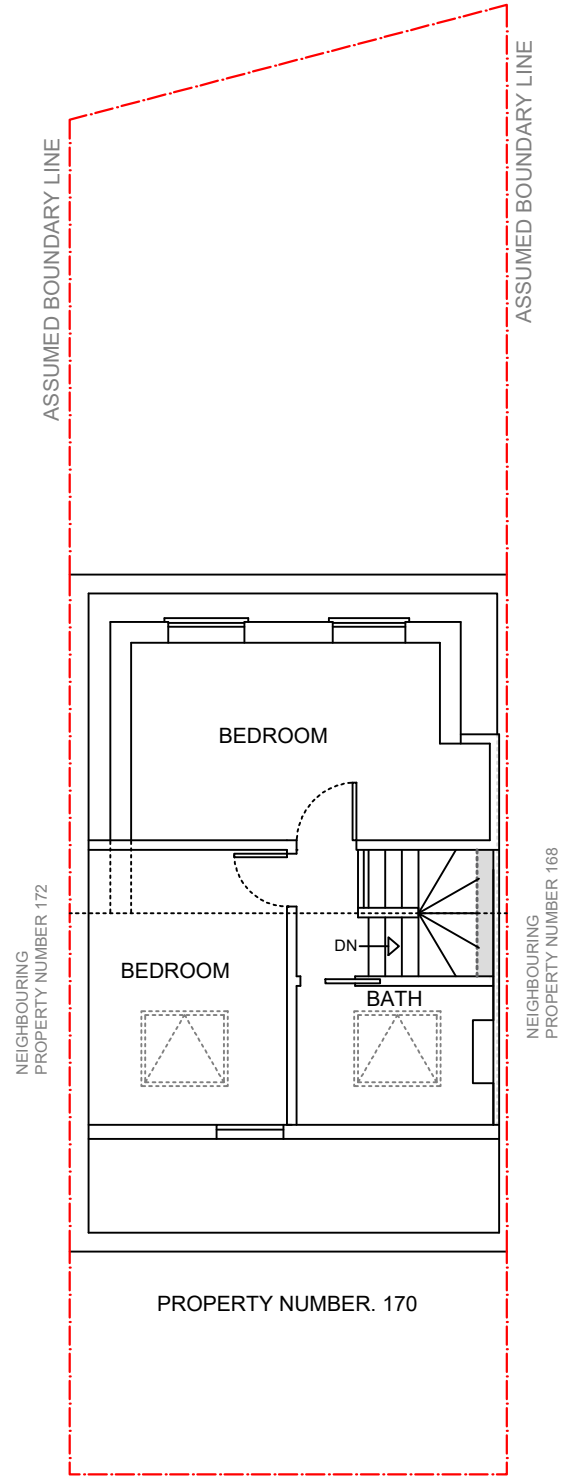 ASSUMED BOUNDARY LINE
ASSUMED BOUNDARY LINE
BEDROOM
NEIGHBOURING
PROPERTY NUMBER 172
BEDROOM
DN
BATH
NEIGHBOURING
PROPERTY NUMBER 168
PROPERTY NUMBER. 170